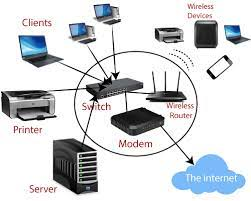 Clients
Wireless
Devices
Switch
Wireless
Router
Printer
Modem
Server
The internet